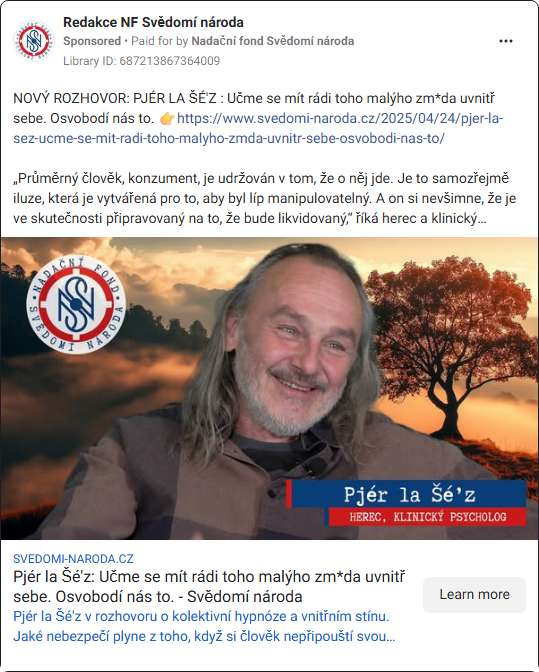 Redakce NF Svědomí národa
Sponsored • Paid for by Nadační fond Svědomí národa
Library ID: 687213867364009
NOVÝ ROZHOVOR: PJÉR LA ŠÉ'Z : Učme se mít rádi toho malýho zm*da uvnitř
sebe. Osvobodí nás to. 👉https://www.svedomi-naroda.cz/2025/04/24/pjer-la-
sez-ucme-se-mit-radi-toho-malyho-zmda-uvnitr-sebe-osvobodi-nas-to/
„Průměrný člověk, konzument, je udržován v tom, že o něj jde. Je to samozřejmě
iluze, která je vytvářená pro to, aby byl líp manipulovatelný. A on si nevšimne, že je
ve skutečnosti připravovaný na to, že bude likvidovaný,“ říká herec a klinický…
NADAČNÍ FOND
SVĚDOMÍ NÁRODA
Pjér la Šé'z
HEREC, KLINICKÝ PSYCHOLOG
SVEDOMI-NARODA.CZ
Pjér la Šé'z: Učme se mít rádi toho malýho zm*da uvnitř
sebe. Osvobodí nás to. - Svědomí národa
Learn more
Pjér la Šé'z v rozhovoru o kolektivní hypnóze a vnitřním stínu.
Jaké nebezpečí plyne z toho, když si člověk nepřipouští svou…